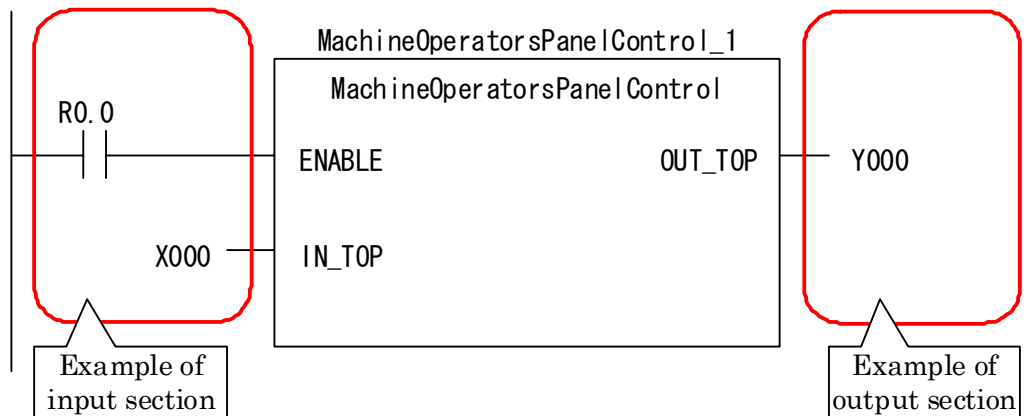 MachineOperatorsPanelControl_1
MachineOperatorsPanelControl
R0.0
ENABLE
OUT_TOP
Y000
X000
IN_TOP
Example of
input section
Example of
output section